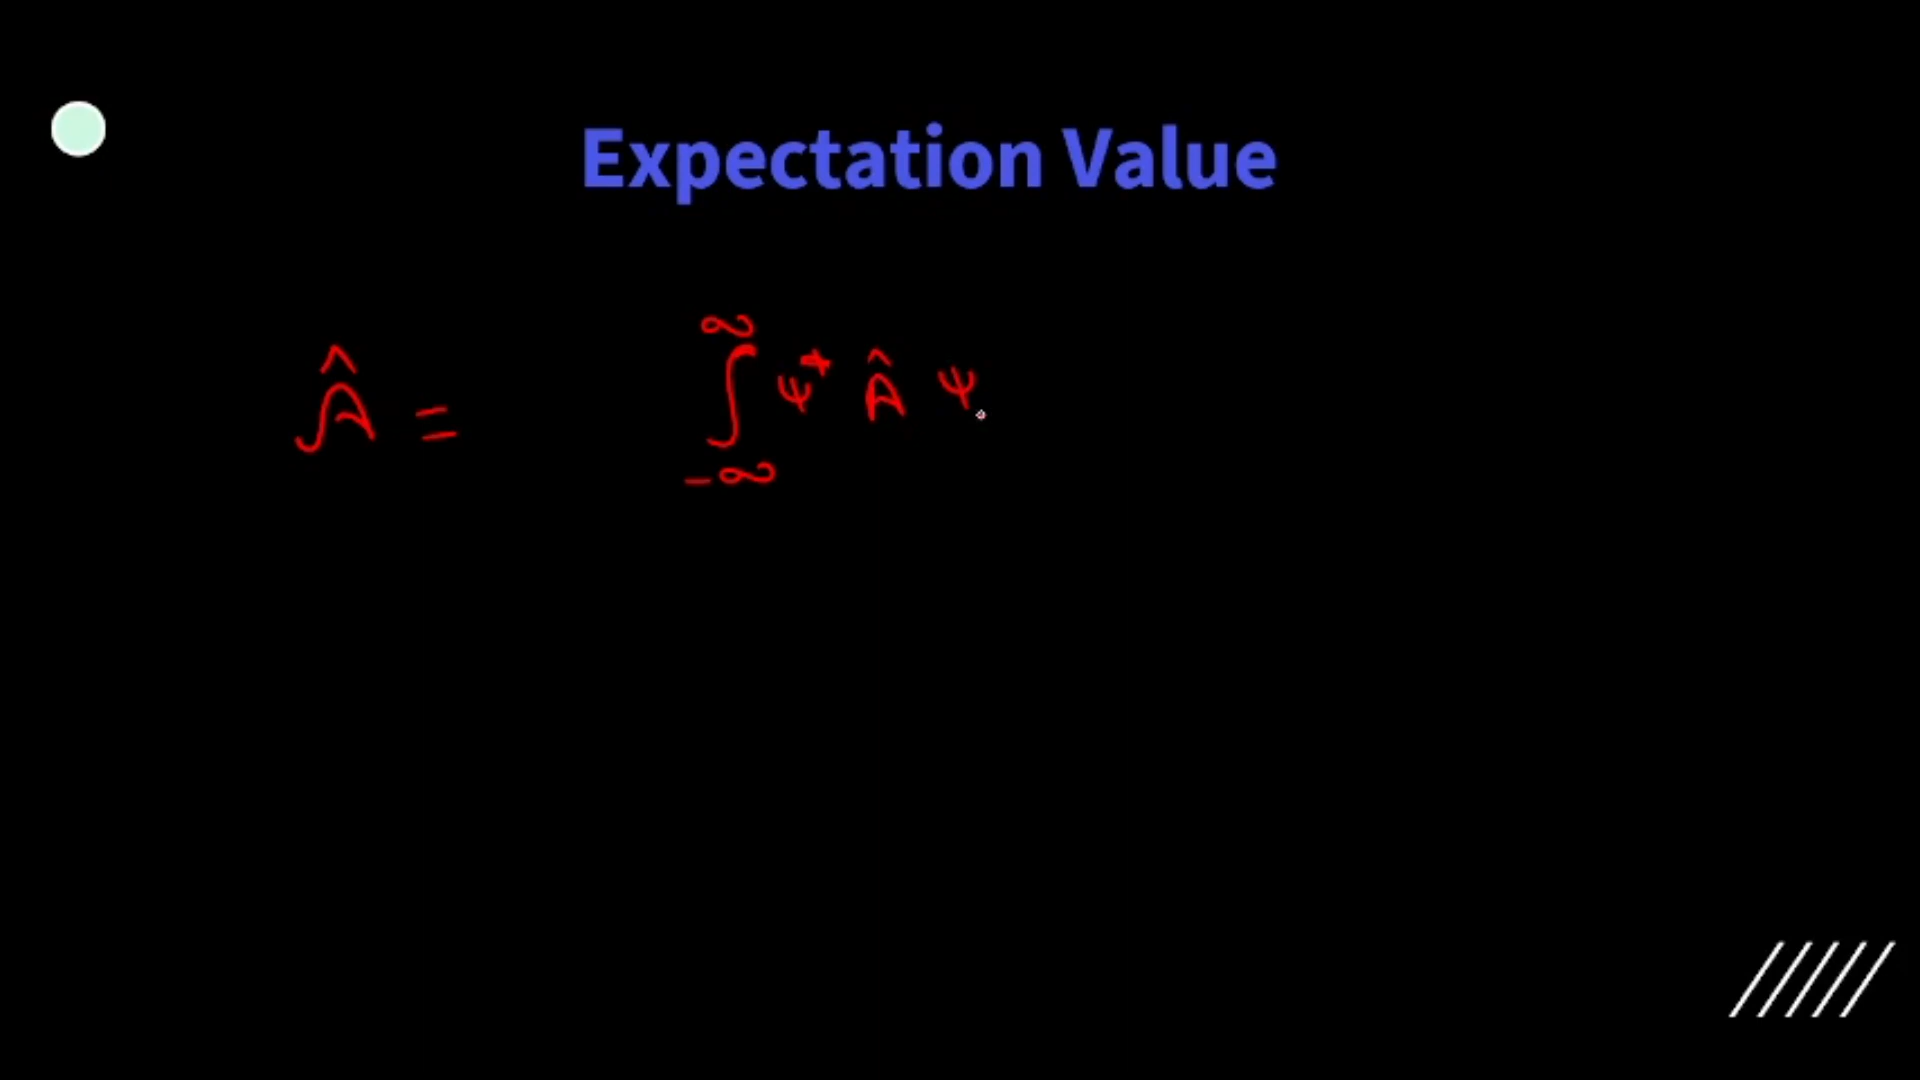 Expectation Value
Â = ∫_{-∞}^{∞} ψ* Â ψ